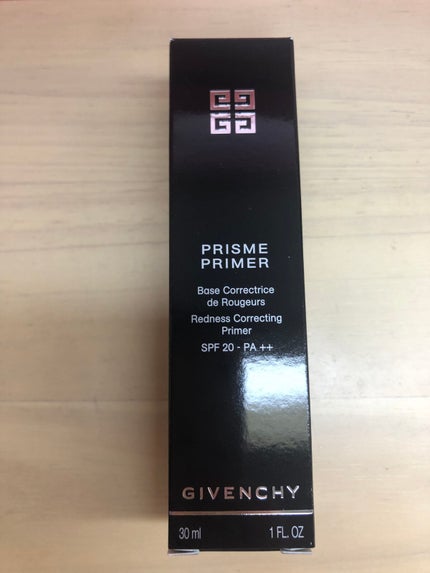 PRISME
PRIMER
Base Correctrice
de Rougeurs
Redness Correcting
Primer
SPF 20 - PA ++
GIVENCHY
30 ml 1 FL. OZ